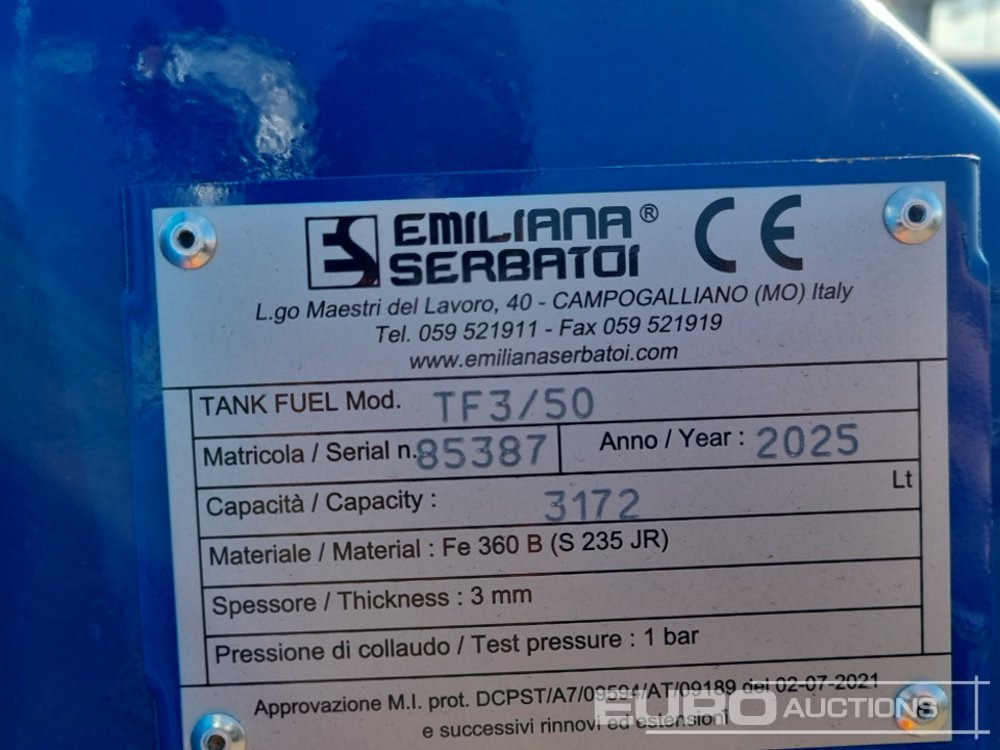 EMILIANA® CE
SERBATOI
L.go Maestri del Lavoro, 40 - CAMPOGALLIANO (MO) Italy
Tel. 059 521911 - Fax 059 521919
www.emilianaserbatoi.com
TANK FUEL Mod. TF3/50
Matricola / Serial n. 85387 Anno / Year : 2025
Capacità / Capacity : 3172 Lt
Materiale / Material : Fe 360 B (S 235 JR)
Spessore / Thickness : 3 mm
Pressione di collaudo / Test pressure : 1 bar
Approvazione M.I. prot. DCPST/A7/09594/AT/09189 del 02-07-2021
e successivi rinnovi ed estensioni
EURO AUCTIONS